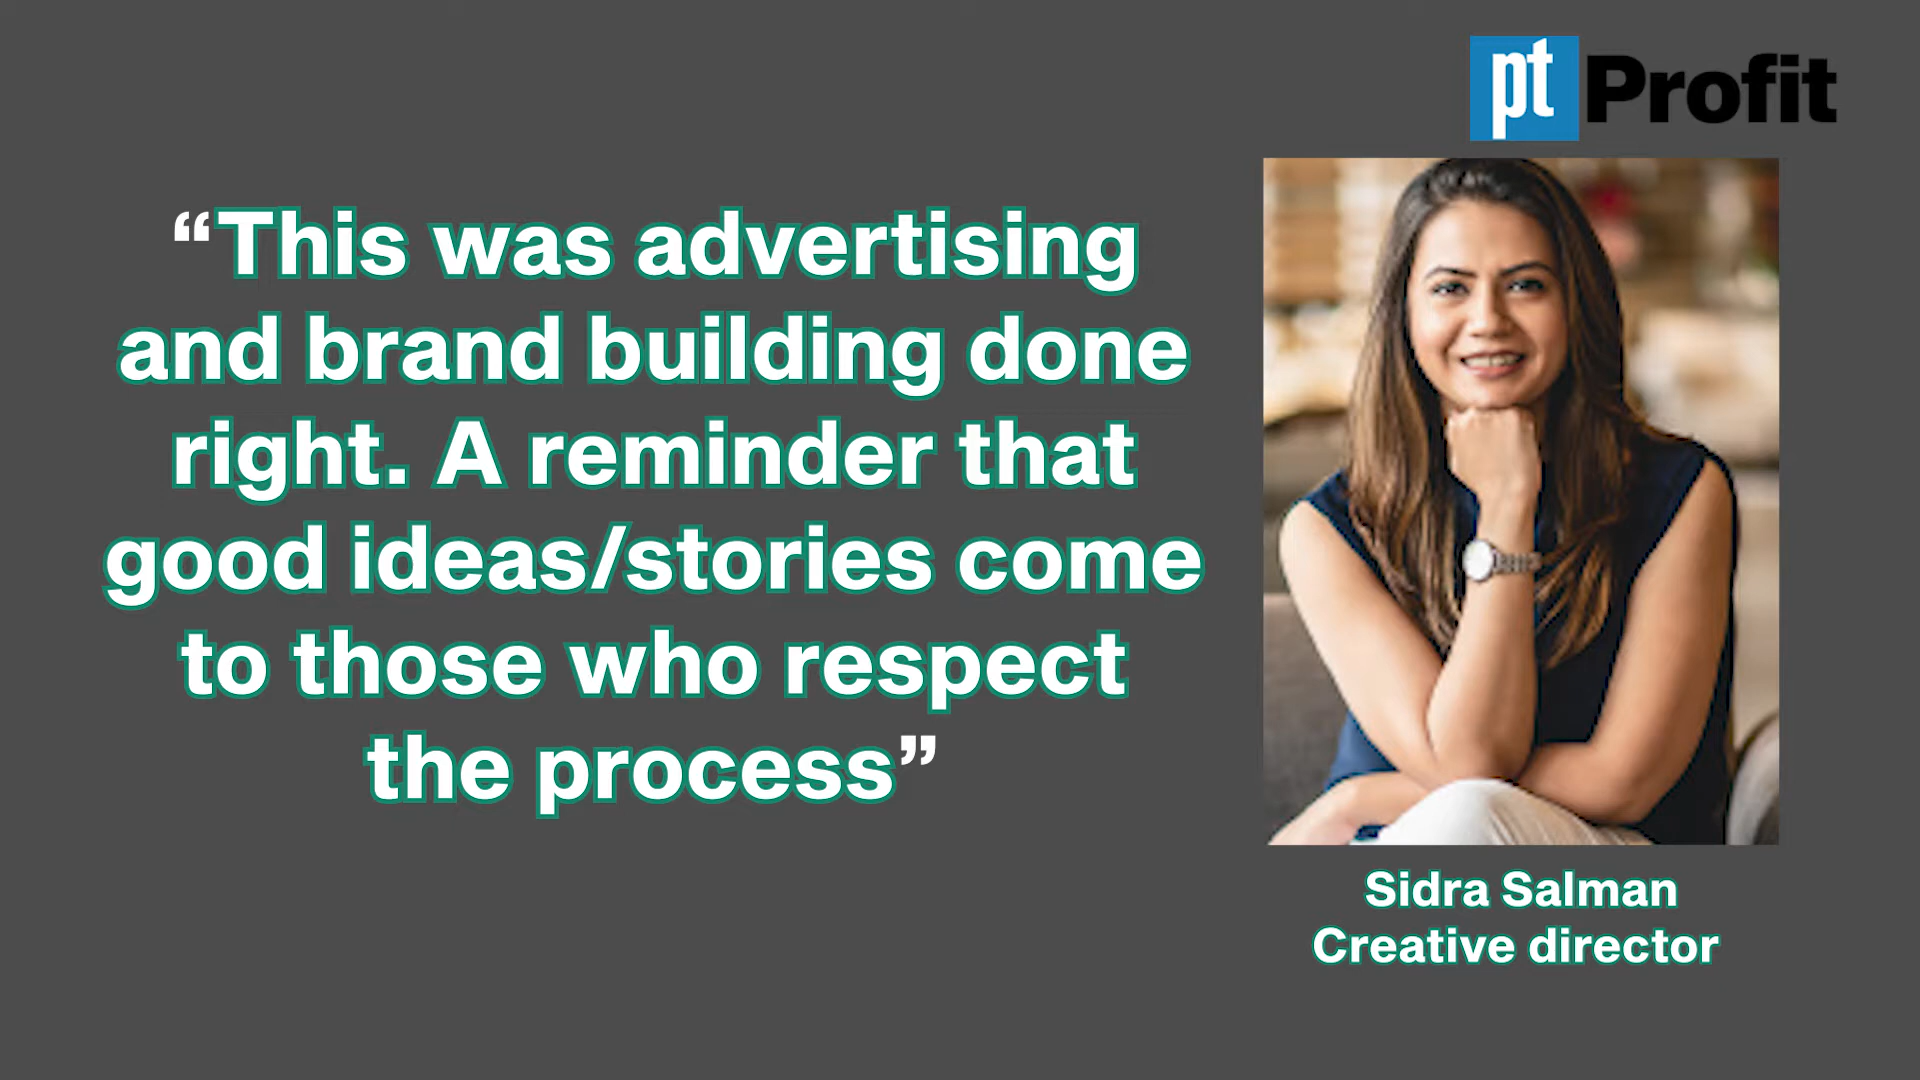 pt Profit
“This was advertising
and brand building done
right. A reminder that
good ideas/stories come
to those who respect
the process”
Sidra Salman
Creative director